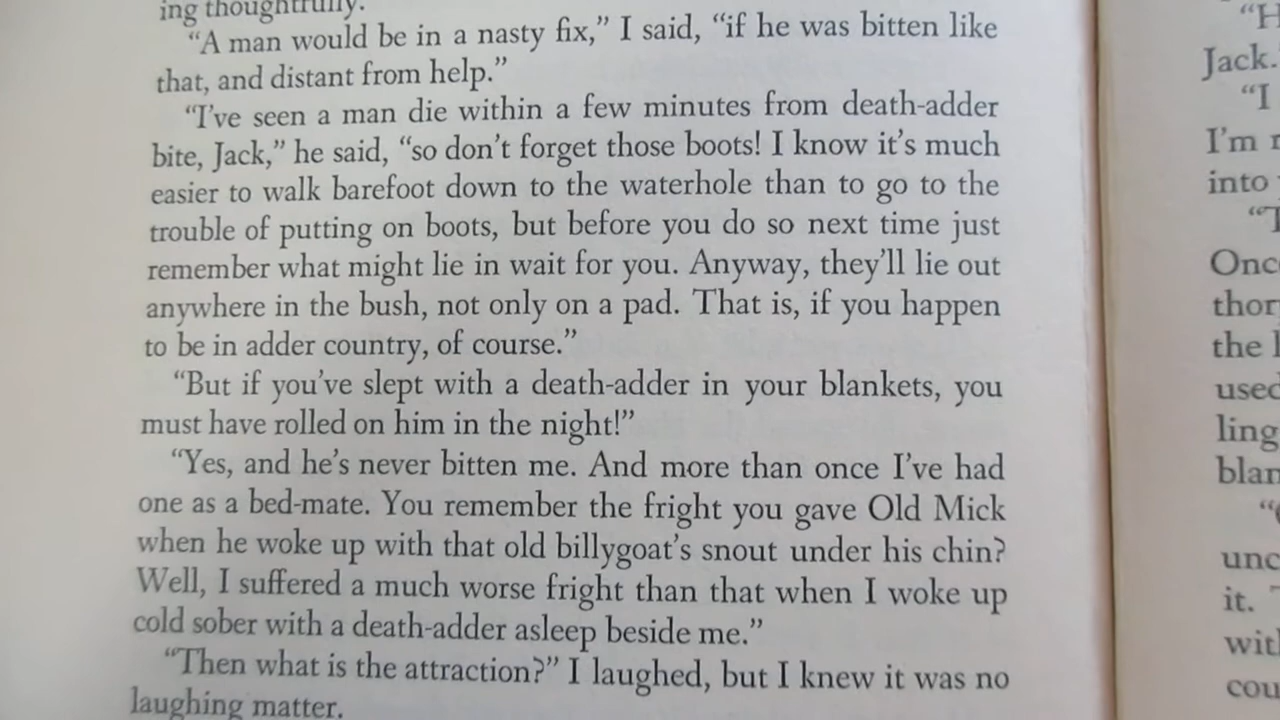 ing thoughtfully.
“A man would be in a nasty fix,” I said, “if he was bitten like
that, and distant from help.”
“I’ve seen a man die within a few minutes from death-adder
bite, Jack,” he said, “so don’t forget those boots! I know it’s much
easier to walk barefoot down to the waterhole than to go to the
trouble of putting on boots, but before you do so next time just
remember what might lie in wait for you. Anyway, they’ll lie out
anywhere in the bush, not only on a pad. That is, if you happen
to be in adder country, of course.”
“But if you’ve slept with a death-adder in your blankets, you
must have rolled on him in the night!”
“Yes, and he’s never bitten me. And more than once I’ve had
one as a bed-mate. You remember the fright you gave Old Mick
when he woke up with that old billygoat’s snout under his chin?
Well, I suffered a much worse fright than that when I woke up
cold sober with a death-adder asleep beside me.”
“Then what is the attraction?” I laughed, but I knew it was no
laughing matter.
Jack.
“I
I’m
into
Onc
thor
the
used
ling
blan
unc
it.
with
cou